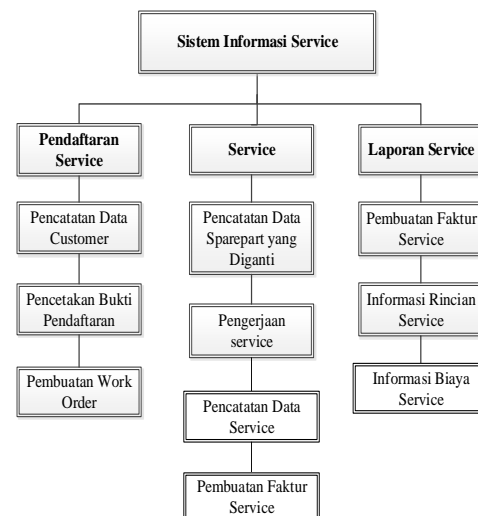 Sistem Informasi Service
Pendaftaran
Service
Service
Laporan Service
Pencatatan Data
Customer
Pencatatan Data
Sparepart yang
Diganti
Pembuatan Faktur
Service
Pencetakan Bukti
Pendaftaran
Pengerjaan
service
Informasi Rincian
Service
Pembuatan Work
Order
Pencatatan Data
Service
Informasi Biaya
Service
Pembuatan Faktur
Service